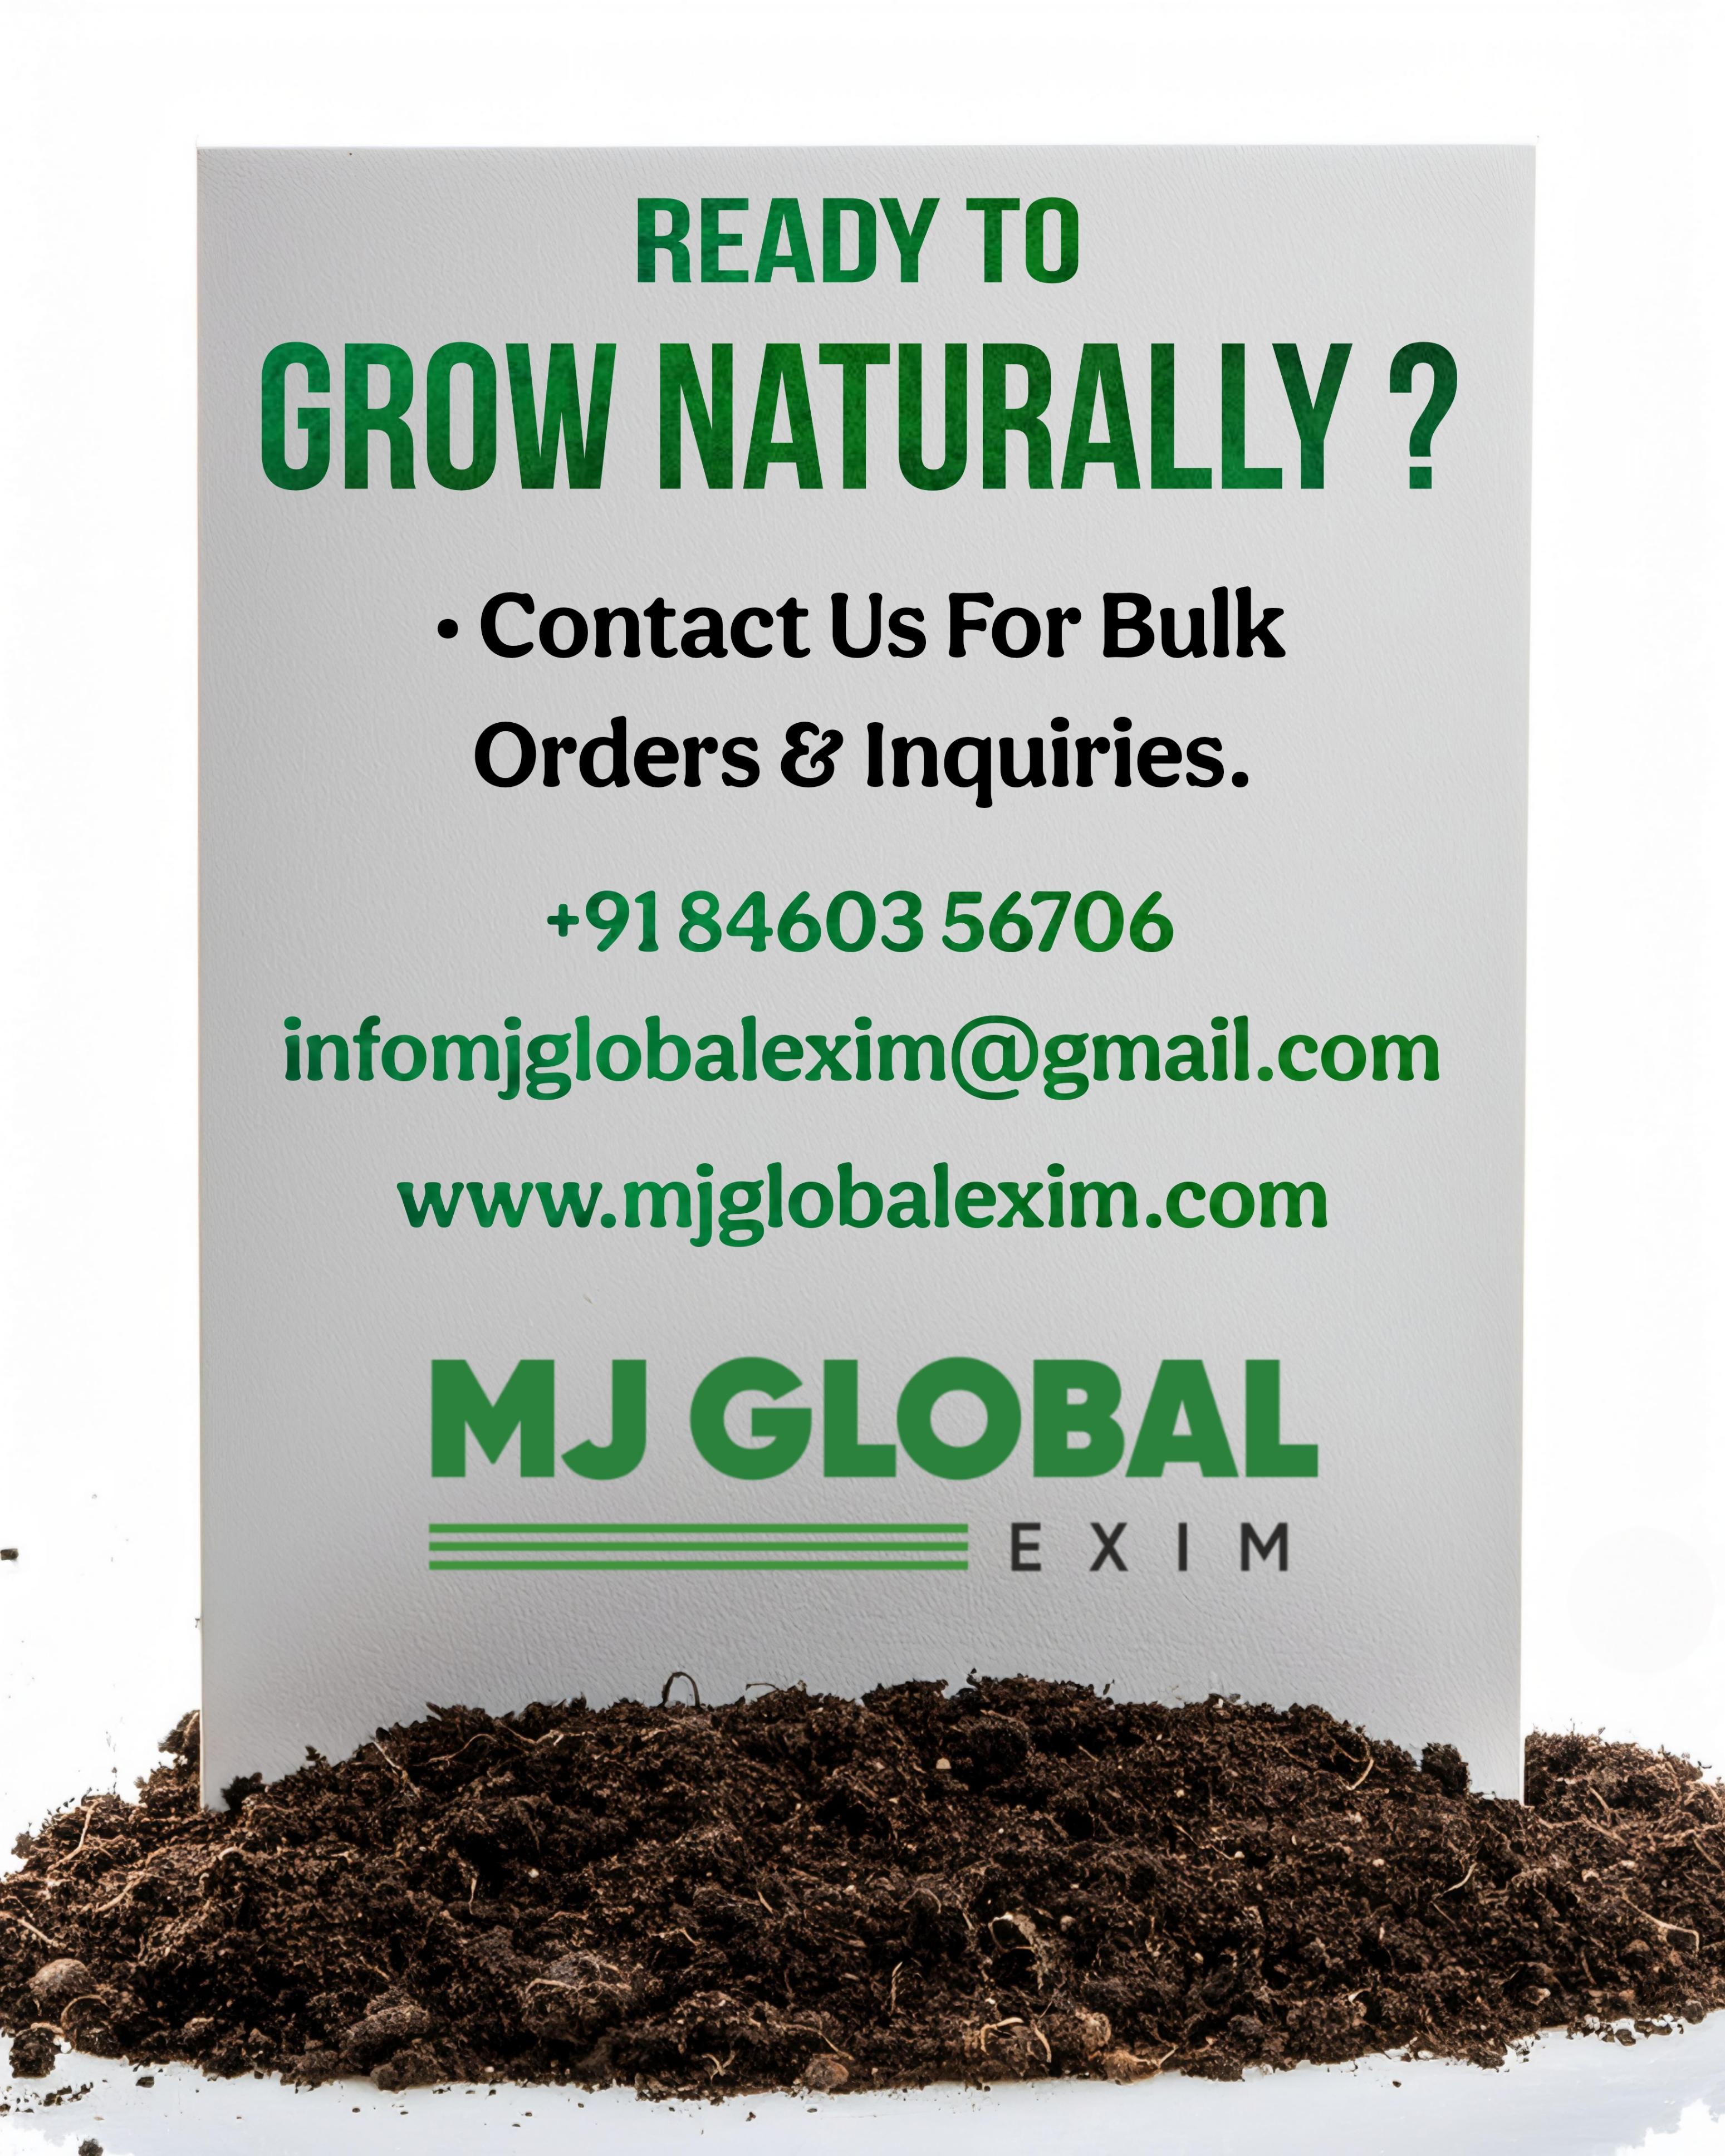 READY TO
GROW NATURALLY ?
• Contact Us For Bulk
Orders & Inquiries.
+91 84603 56706
infomjglobalexim@gmail.com
www.mjglobalexim.com
MJ GLOBAL
EXIM